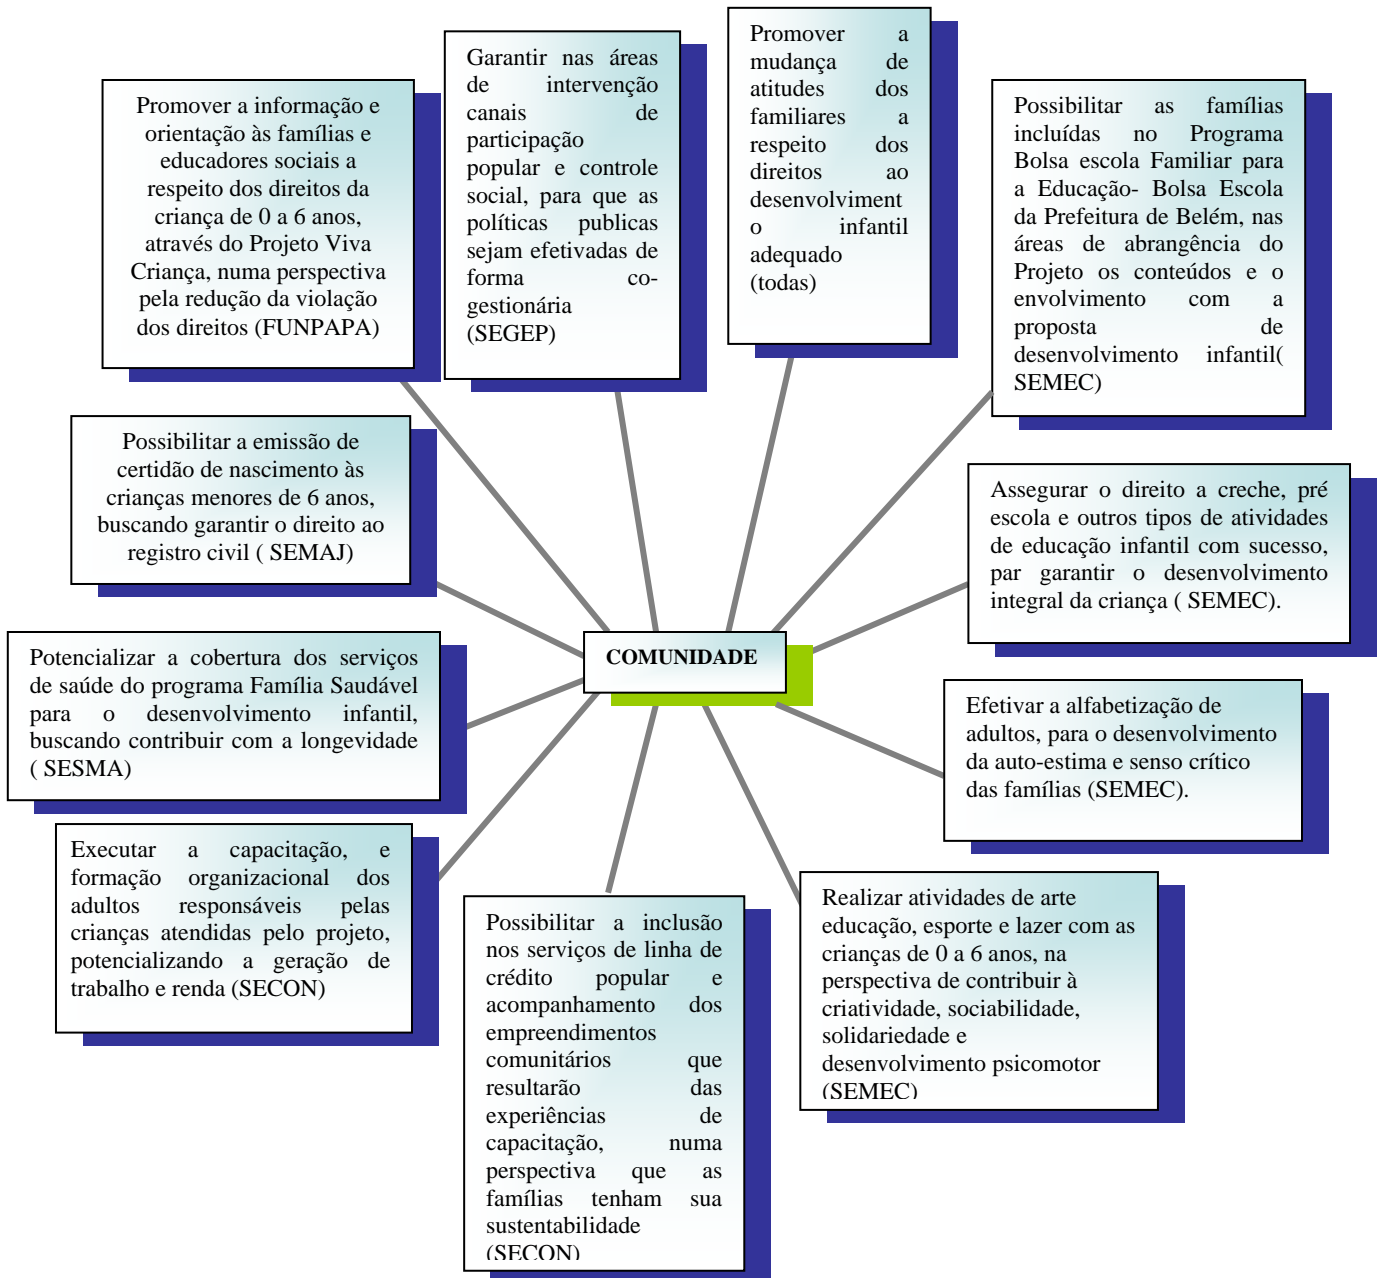 Promover a informação e
orientação às famílias e
educadores sociais a
respeito dos direitos da
criança de 0 a 6 anos,
através do Projeto Viva
Criança, numa perspectiva
pela redução da violação
dos direitos (FUNPAPA)
Garantir nas áreas
de intervenção
canais de
participação
popular e controle
social, para que as
políticas publicas
sejam efetivadas de
forma co-
gestionária
(SEGEP)
Promover a
mudança de
atitudes dos
familiares a
respeito dos
direitos ao
desenvolviment
o infantil
adequado
(todas)
Possibilitar as famílias
incluídas no Programa
Bolsa escola Familiar para
a Educação- Bolsa Escola
da Prefeitura de Belém, nas
áreas de abrangência do
Projeto os conteúdos e o
envolvimento com a
proposta de
desenvolvimento infantil(
SEMEC)
Possibilitar a emissão de
certidão de nascimento às
crianças menores de 6 anos,
buscando garantir o direito ao
registro civil ( SEMAJ)
Assegurar o direito a creche, pré
escola e outros tipos de atividades
de educação infantil com sucesso,
par garantir o desenvolvimento
integral da criança ( SEMEC).
COMUNIDADE
Potencializar a cobertura dos serviços
de saúde do programa Família Saudável
para o desenvolvimento infantil,
buscando contribuir com a longevidade
( SESMA)
Efetivar a alfabetização de
adultos, para o desenvolvimento
da auto-estima e senso crítico
das famílias (SEMEC).
Executar a capacitação, e
formação organizacional dos
adultos responsáveis pelas
crianças atendidas pelo projeto,
potencializando a geração de
trabalho e renda (SECON)
Possibilitar a inclusão
nos serviços de linha de
crédito popular e
acompanhamento dos
empreendimentos
comunitários que
resultarão das
experiências de
capacitação, numa
perspectiva que as
famílias tenham sua
sustentabilidade
(SECON)
Realizar atividades de arte
educação, esporte e lazer com as
crianças de 0 a 6 anos, na
perspectiva de contribuir à
criatividade, sociabilidade,
solidariedade e
desenvolvimento psicomotor
(SEMEC)